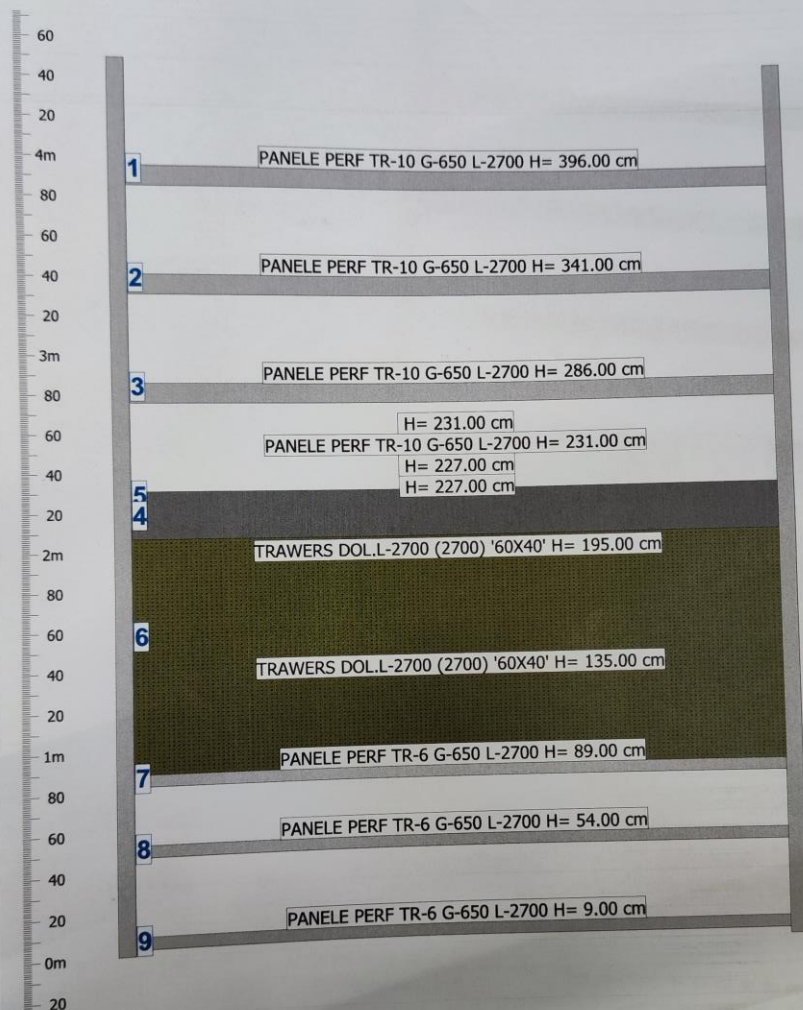 60
40
20
4m
1 PANELE PERF TR-10 G-650 L-2700 H= 396.00 cm
80
60
2 PANELE PERF TR-10 G-650 L-2700 H= 341.00 cm
40
20
3m
3 PANELE PERF TR-10 G-650 L-2700 H= 286.00 cm
80
H= 231.00 cm
60
PANELE PERF TR-10 G-650 L-2700 H= 231.00 cm
H= 227.00 cm
40
H= 227.00 cm
5
4
20
TRAWERS DOL.L-2700 (2700) '60X40' H= 195.00 cm
2m
80
6
60
TRAWERS DOL.L-2700 (2700) '60X40' H= 135.00 cm
40
20
PANELE PERF TR-6 G-650 L-2700 H= 89.00 cm
1m
7
80
PANELE PERF TR-6 G-650 L-2700 H= 54.00 cm
60
8
40
PANELE PERF TR-6 G-650 L-2700 H= 9.00 cm
20
9
0m
20